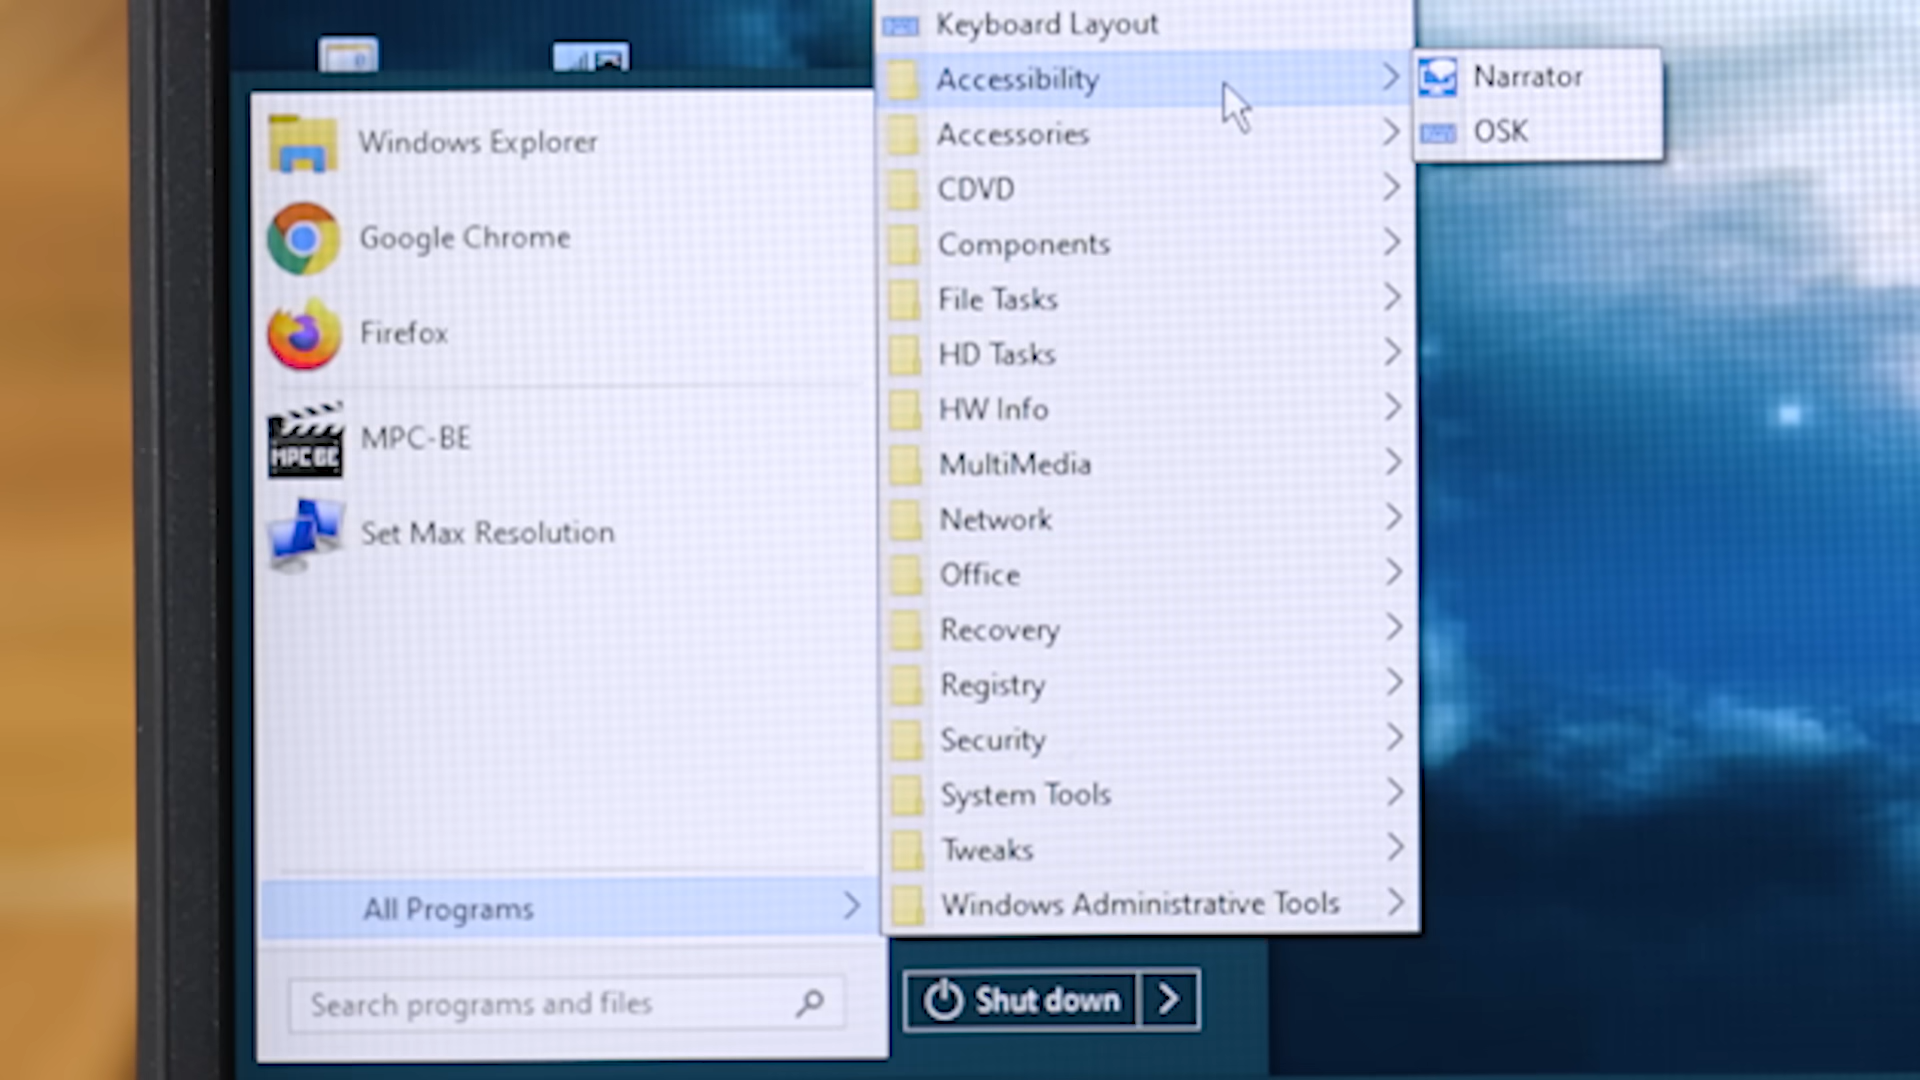 Windows Explorer
Google Chrome
Firefox
MPC BE
MPC-BE
Set Max Resolution
All Programs
Search programs and files
Keyboard Layout
Accessibility
Accessories
CDVD
Components
File Tasks
HD Tasks
HW Info
MultiMedia
Network
Office
Recovery
Registry
Security
System Tools
Tweaks
Windows Administrative Tools
Narrator
OSK
Shut down